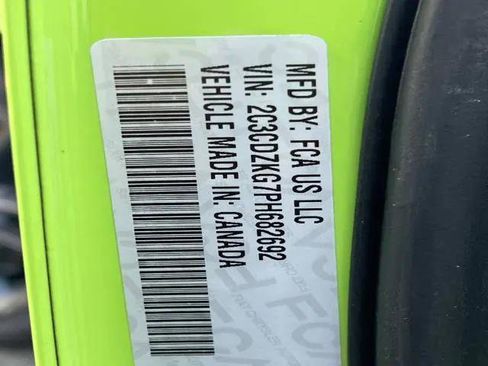 MFD BY: FCA US LLC
VIN: 2C3CDZKG7PH682692
VEHICLE MADE IN: CANADA